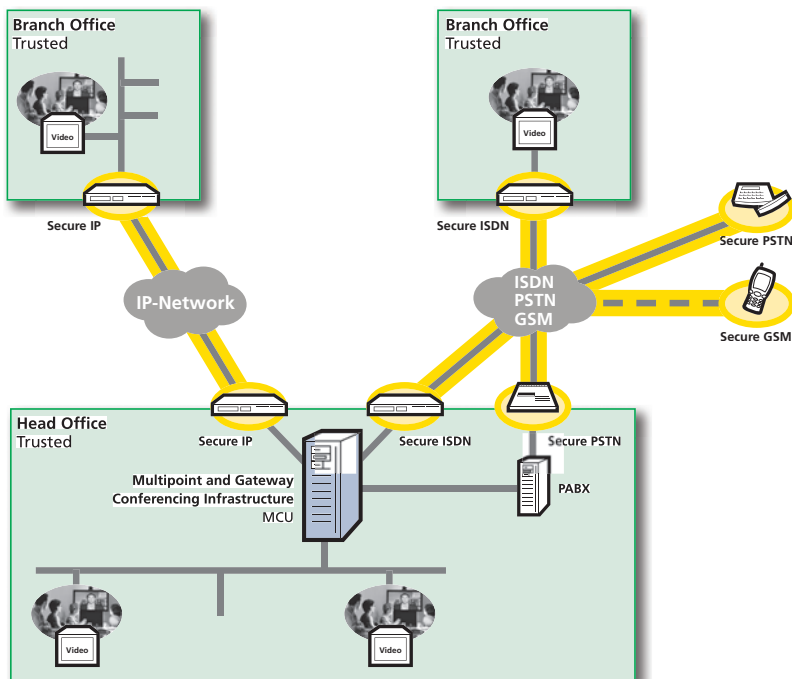 Branch Office
Trusted
Video
Secure IP
Branch Office
Trusted
Video
Secure ISDN
Secure PSTN
Secure GSM
IP-Network
ISDN
PSTN
GSM
Head Office
Trusted
Secure IP
Secure ISDN
Secure PSTN
Multipoint and Gateway
Conferencing Infrastructure
MCU
PABX
Video
Video